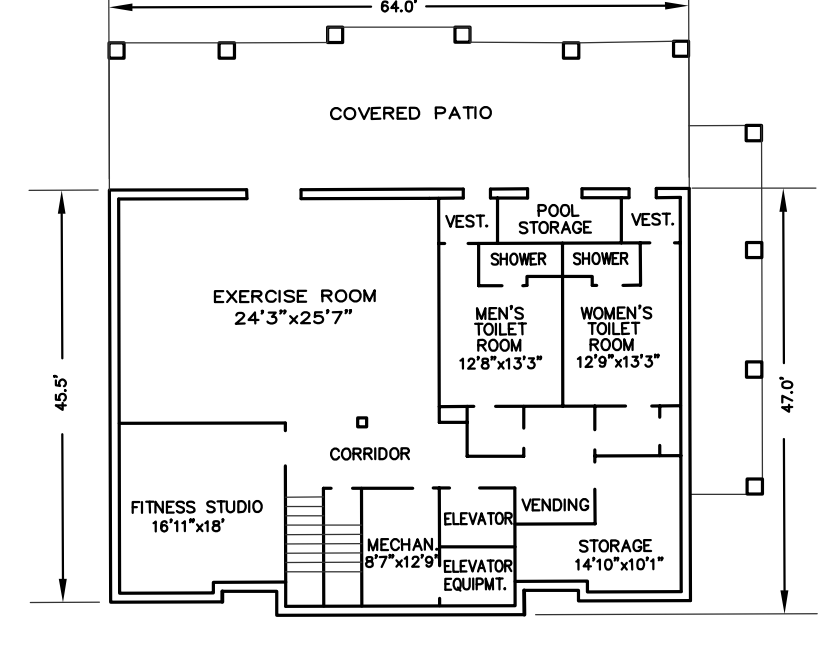 64.0'
COVERED PATIO
VEST.
POOL
STORAGE
VEST.
SHOWER
SHOWER
EXERCISE ROOM
24'3"x25'7"
MEN'S
TOILET
ROOM
12'8"x13'3"
WOMEN'S
TOILET
ROOM
12'9"x13'3"
45.5'
47.0'
CORRIDOR
FITNESS STUDIO
16'11"x18'
MECHAN.
8'7"x12'9"
ELEVATOR
ELEVATOR
EQUIPMT.
VENDING
STORAGE
14'10"x10'1"